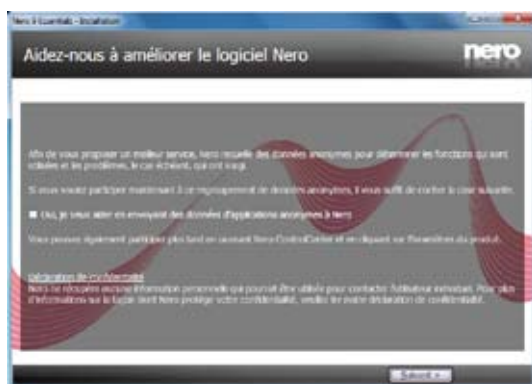 Nero 9 Essentials - Installation
Aidez-nous à améliorer le logiciel Nero
nero
Afin de vous proposer un meilleur service, Nero recueille des données anonymes pour déterminer les fonctions qui sont
utilisées et les problèmes, le cas échéant, qui ont surgi.
Si vous voulez participer maintenant à ce regroupement de données anonymes, il vous suffit de cocher la case suivante.
Oui, je veux aider en envoyant des données d'applications anonymes à Nero
Vous pouvez également participer plus tard en ouvrant Nero ControlCenter et en cliquant sur Paramètres du produit.
Déclaration de confidentialité
Nero ne récupère aucune information personnelle qui pourrait être utilisée pour contacter l'utilisateur individuel. Pour plus
d'informations sur la façon dont Nero protège votre confidentialité, veuillez lire notre déclaration de confidentialité.
Suivant >